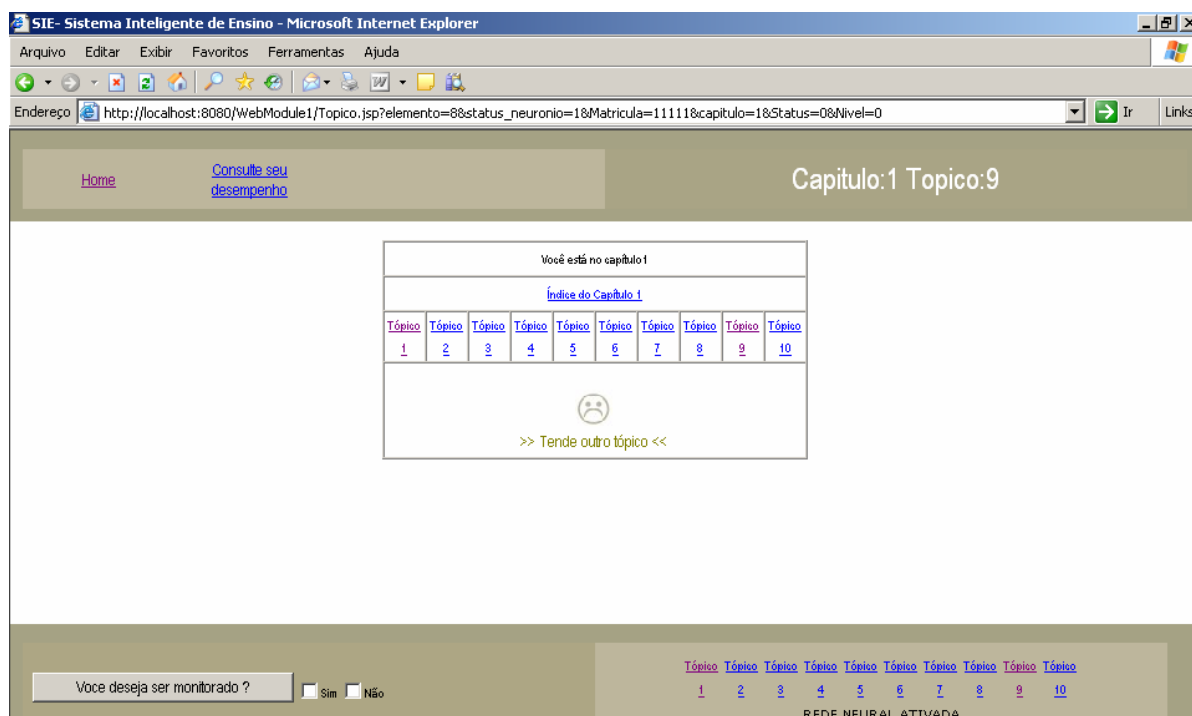 SIE- Sistema Inteligente de Ensino - Microsoft Internet Explorer
Arquivo Editar Exibir Favoritos Ferramentas Ajuda
Endereço http://localhost:8080/WebModule1/Topico.jsp?elemento=8&status_neuronio=1&Matricula=11111&capitulo=1&Status=0&Nivel=0 Ir Links
Home
Consulte seu
desempenho
Capitulo:1 Topico:9
Você está no capítulo1
Índice do Capítulo 1
Tópico Tópico Tópico Tópico Tópico Tópico Tópico Tópico Tópico Tópico
1 2 3 4 5 6 7 8 9 10
>> Tende outro tópico <<
Voce deseja ser monitorado ? Sim Não
Tópico Tópico Tópico Tópico Tópico Tópico Tópico Tópico Tópico Tópico
1 2 3 4 5 6 7 8 9 10
REDE NEURAL ATIVADA